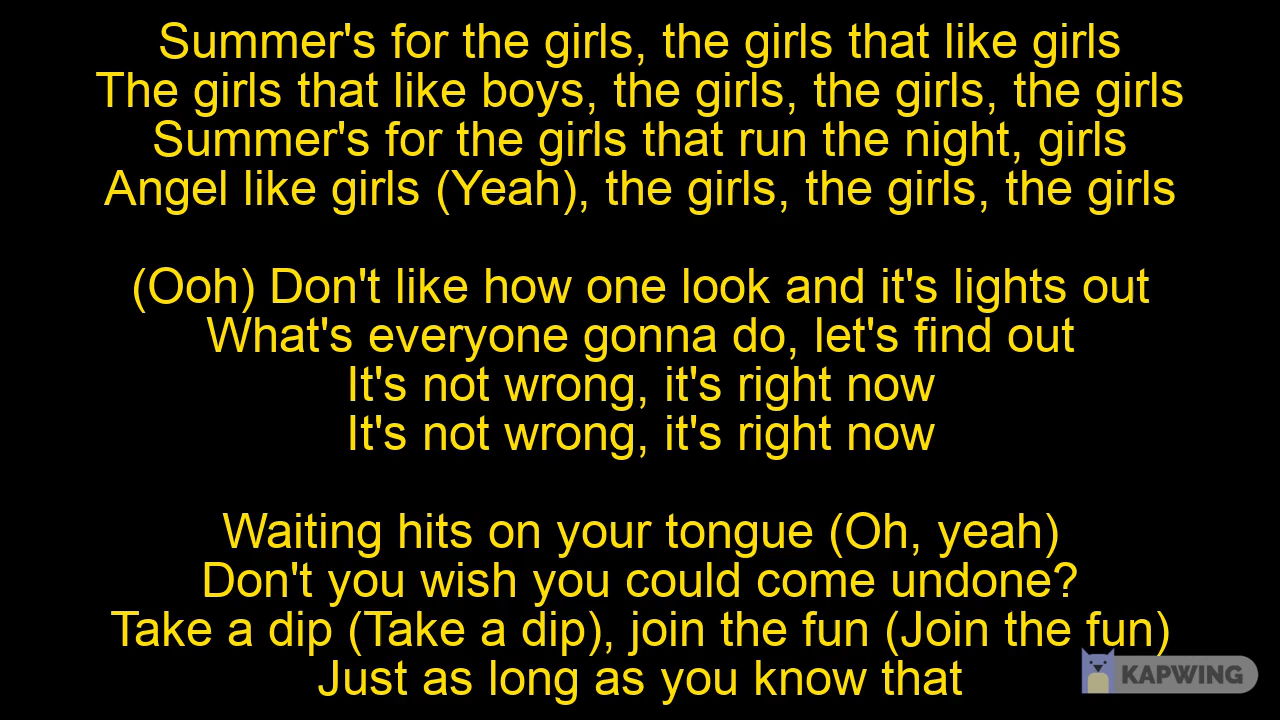 Summer's for the girls, the girls that like girls
The girls that like boys, the girls, the girls, the girls
Summer's for the girls that run the night, girls
Angel like girls (Yeah), the girls, the girls, the girls
(Ooh) Don't like how one look and it's lights out
What's everyone gonna do, let's find out
It's not wrong, it's right now
It's not wrong, it's right now
Waiting hits on your tongue (Oh, yeah)
Don't you wish you could come undone?
Take a dip (Take a dip), join the fun (Join the fun)
Just as long as you know that
KAPWING